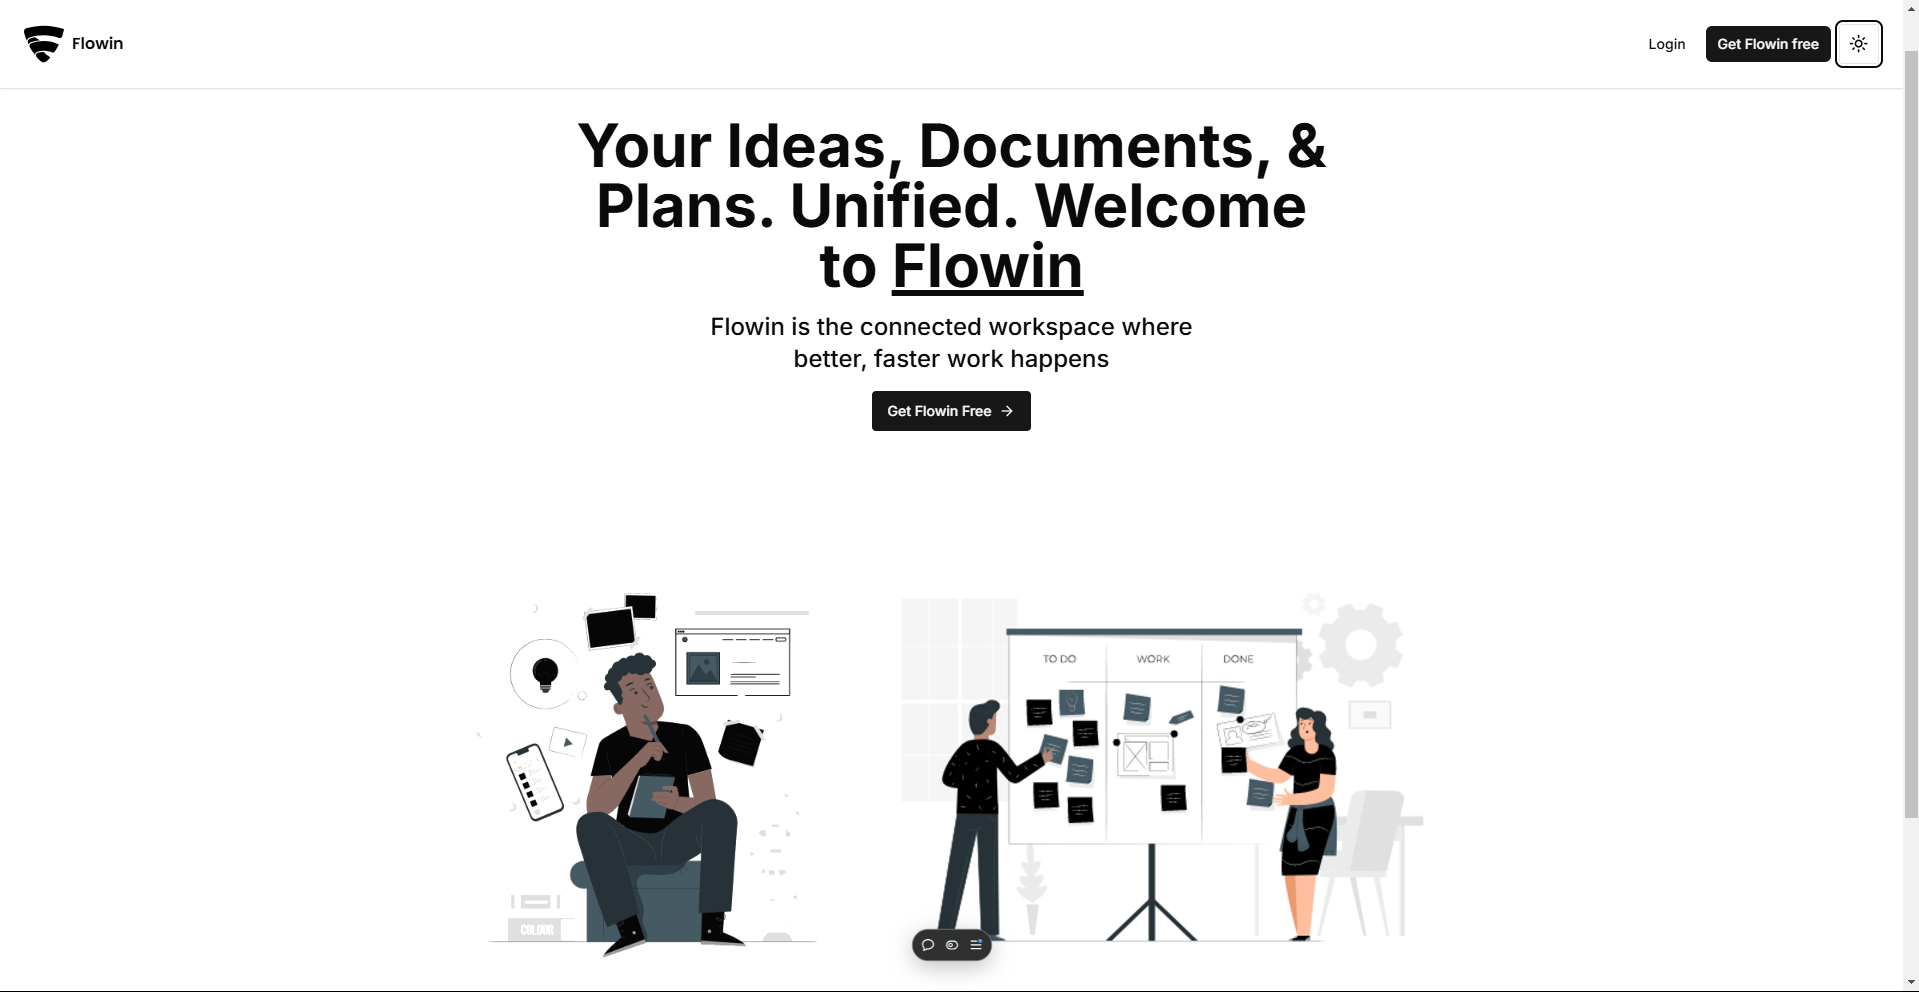 Flowin
Login
Get Flowin free
Your Ideas, Documents, &
Plans. Unified. Welcome
to Flowin
Flowin is the connected workspace where
better, faster work happens
Get Flowin Free
TO DO
WORK
DONE
COLOUR